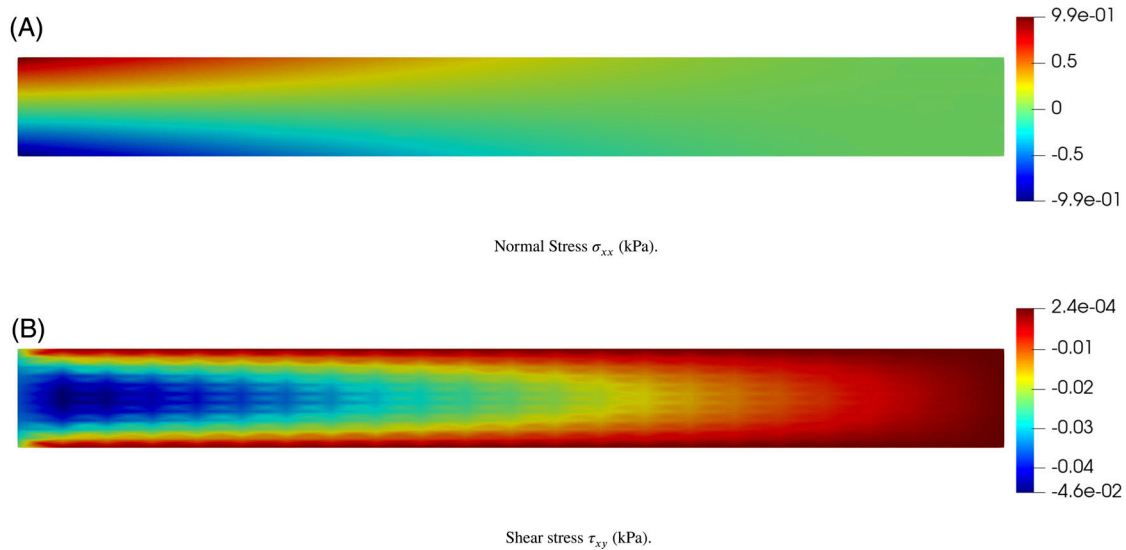 (A)
9.9e-01
0.5
0
-0.5
-9.9e-01
Normal Stress σxx (kPa).
(B)
2.4e-04
-0.01
-0.02
-0.03
-0.04
-4.6e-02
Shear stress τxy (kPa).